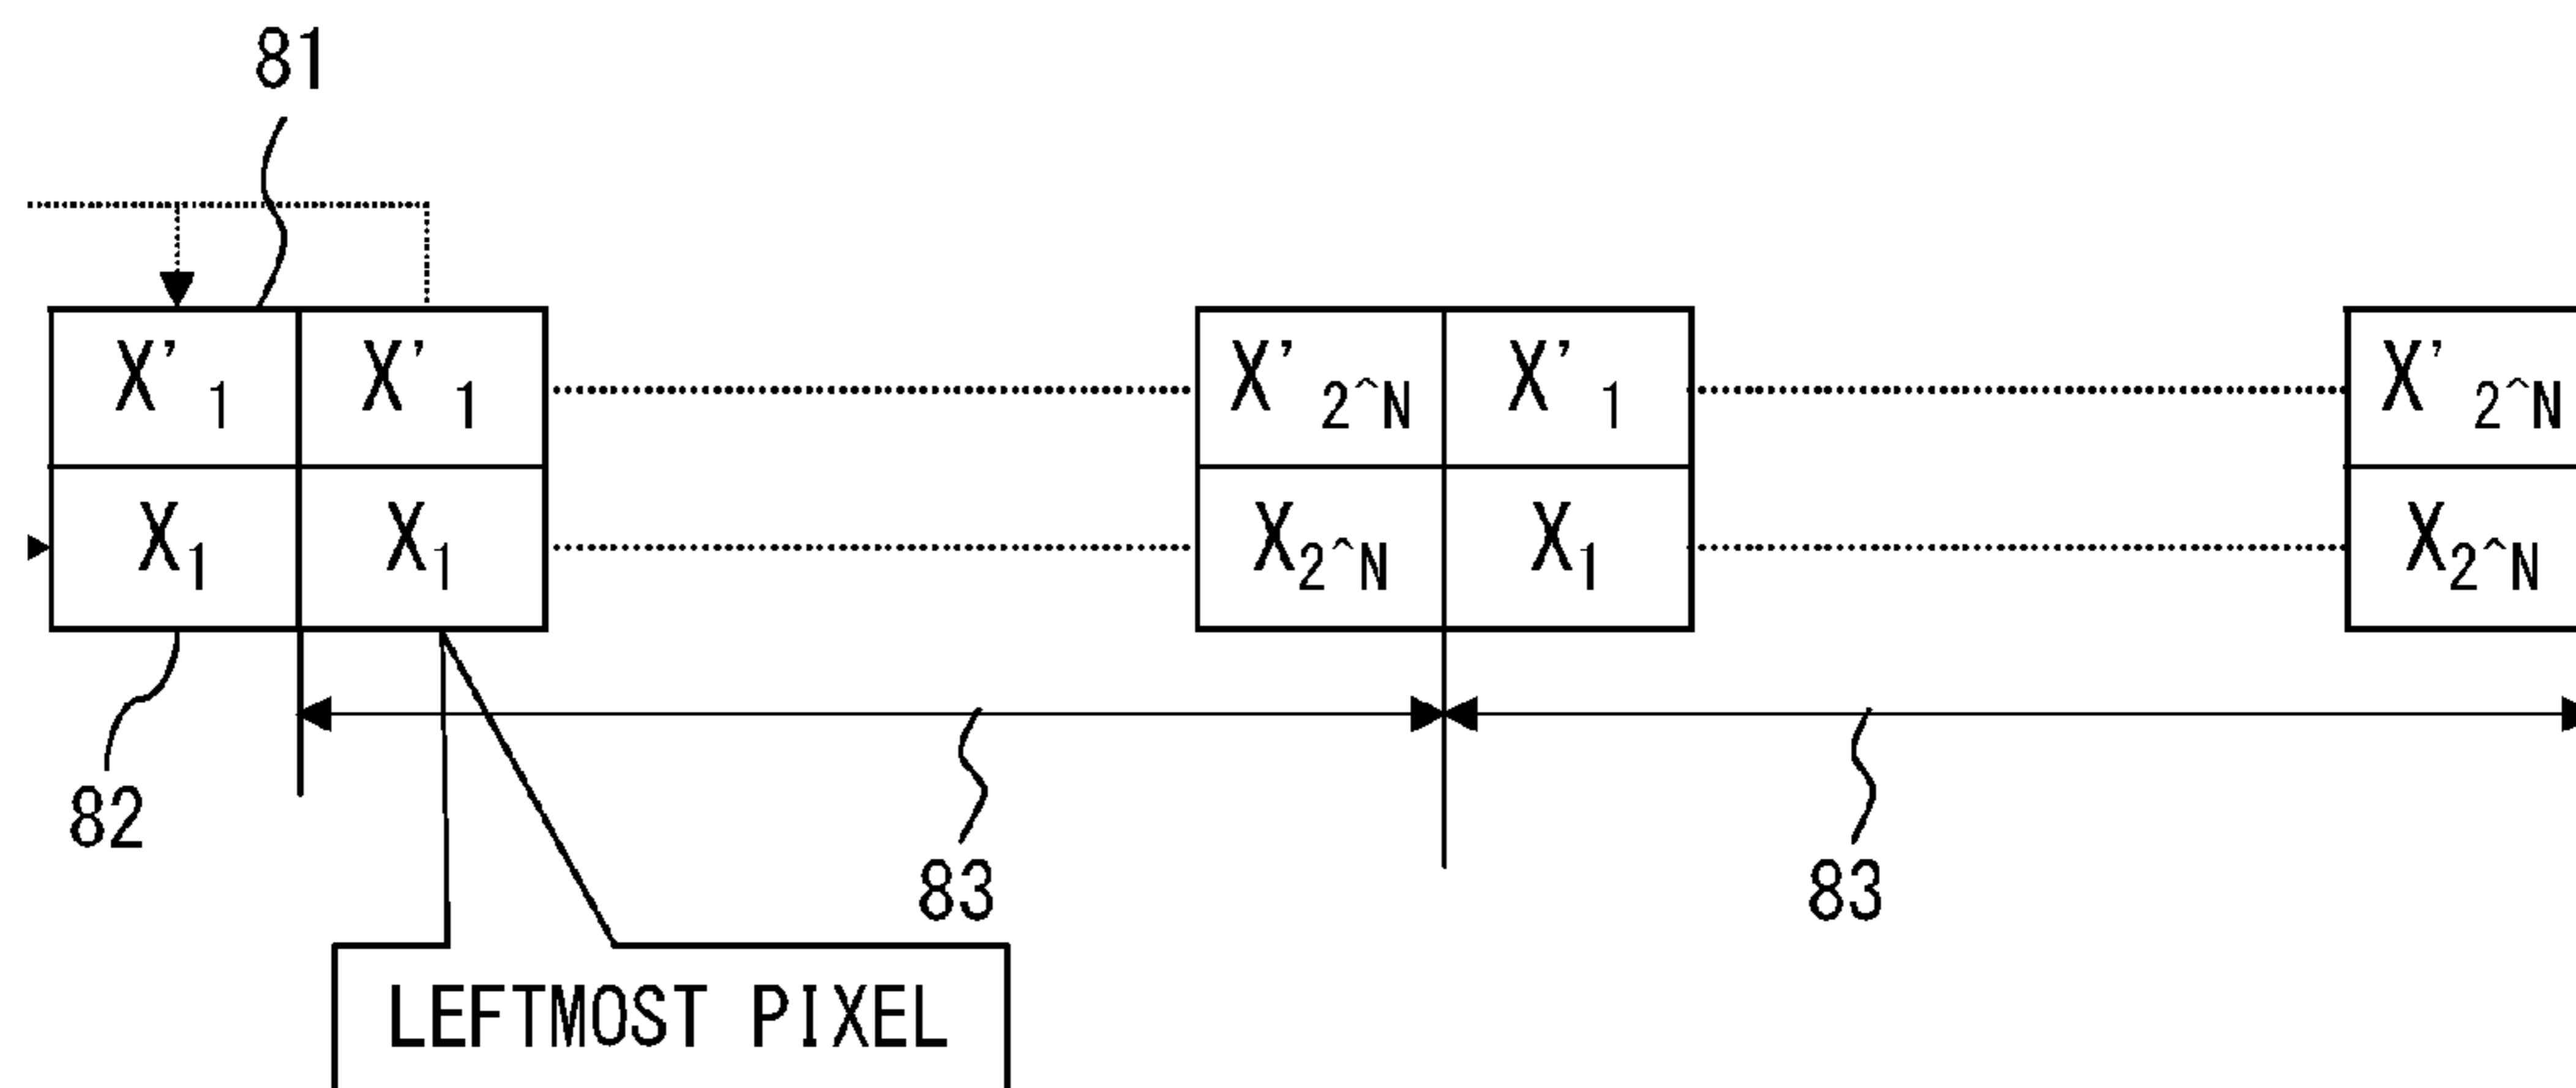 81
X'1 X'1 X'2^N X'1 X'2^N
X1 X1 X2^N X1 X2^N
82
83 83
LEFTMOST PIXEL